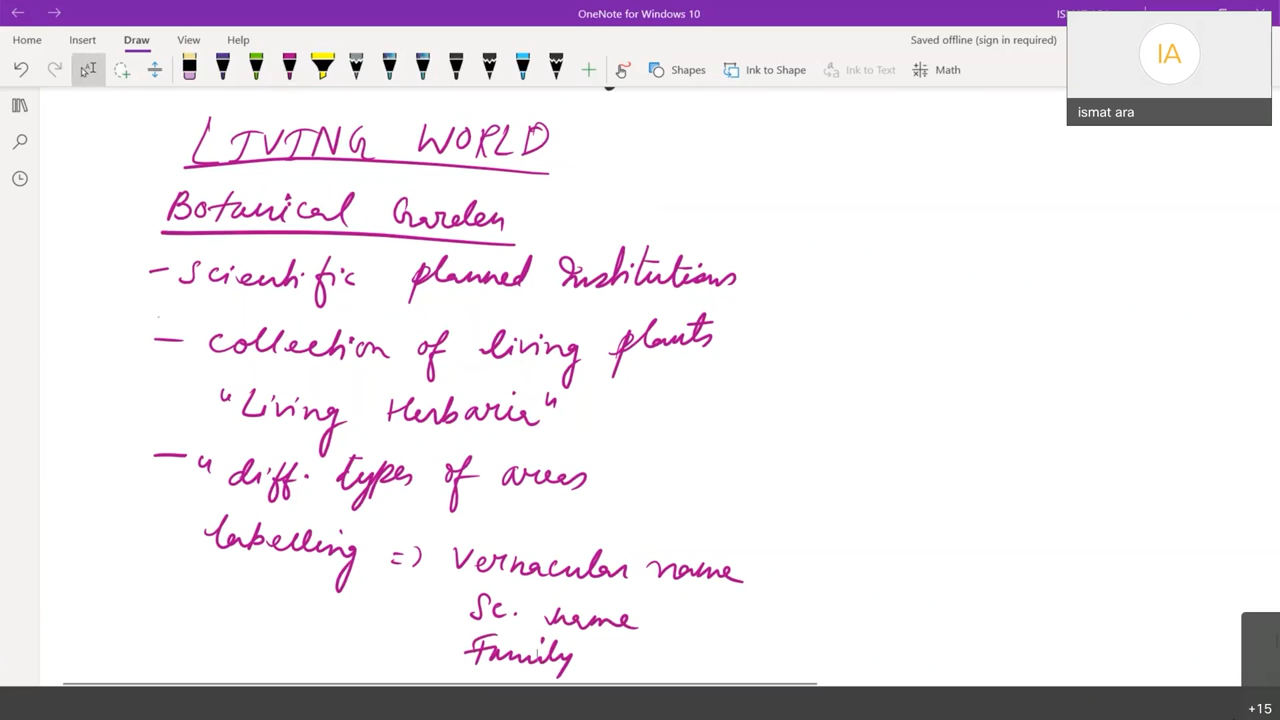 OneNote for Windows 10
Home Insert Draw View Help
Saved offline (sign in required)
Shapes Ink to Shape Ink to Text Math
IA
ismat ara
LIVING WORLD
Botanical Garden
- Scientific planned Institutions
- collection of living plants
"Living Herbaria"
- " diff. types of areas
labelling => Vernacular name
Sc. name
Family
+15